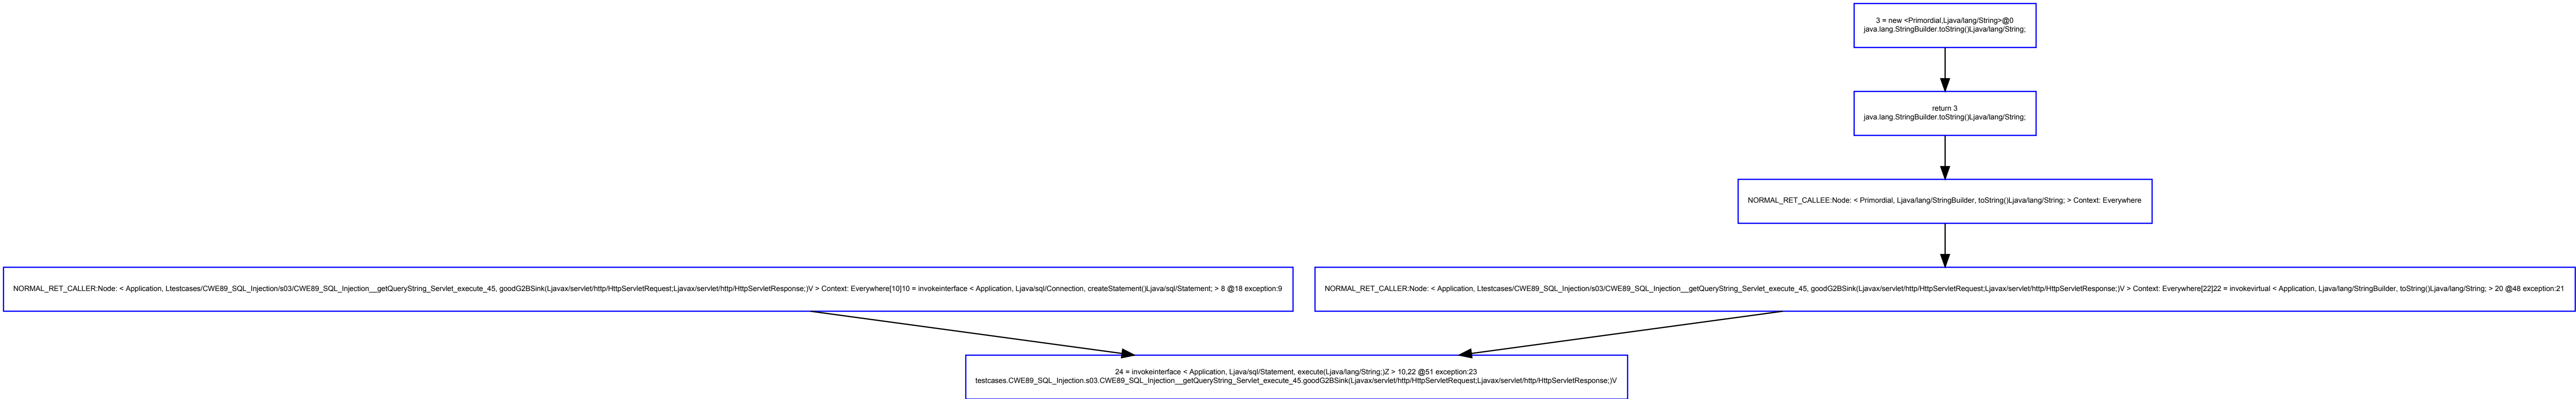 3 = new <Primordial,Ljava/lang/String>@0
java.lang.StringBuilder.toString()Ljava/lang/String;
return 3
java.lang.StringBuilder.toString()Ljava/lang/String;
NORMAL_RET_CALLEE:Node: < Primordial, Ljava/lang/StringBuilder, toString()Ljava/lang/String; > Context: Everywhere
NORMAL_RET_CALLER:Node: < Application, Ltestcases/CWE89_SQL_Injection/s03/CWE89_SQL_Injection__getQueryString_Servlet_execute_45, goodG2BSink(Ljavax/servlet/http/HttpServletRequest;Ljavax/servlet/http/HttpServletResponse;)V > Context: Everywhere[10]10 = invokeinterface < Application, Ljava/sql/Connection, createStatement()Ljava/sql/Statement; > 8 @18 exception:9
NORMAL_RET_CALLER:Node: < Application, Ltestcases/CWE89_SQL_Injection/s03/CWE89_SQL_Injection__getQueryString_Servlet_execute_45, goodG2BSink(Ljavax/servlet/http/HttpServletRequest;Ljavax/servlet/http/HttpServletResponse;)V > Context: Everywhere[22]22 = invokevirtual < Application, Ljava/lang/StringBuilder, toString()Ljava/lang/String; > 20 @48 exception:21
24 = invokeinterface < Application, Ljava/sql/Statement, execute(Ljava/lang/String;)Z > 10,22 @51 exception:23
testcases.CWE89_SQL_Injection.s03.CWE89_SQL_Injection__getQueryString_Servlet_execute_45.goodG2BSink(Ljavax/servlet/http/HttpServletRequest;Ljavax/servlet/http/HttpServletResponse;)V